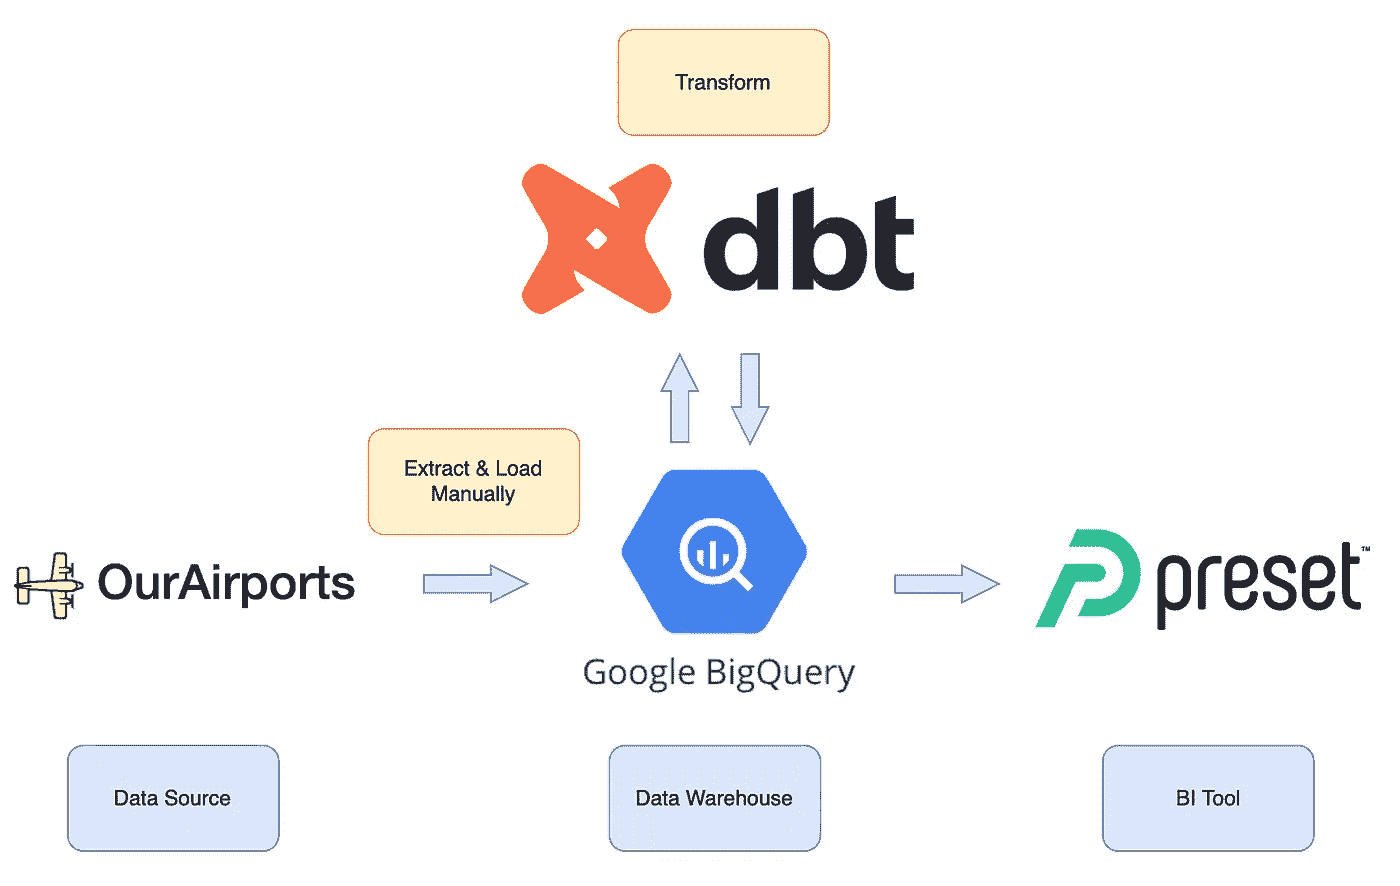 Transform
dbt
Extract & Load
Manually
OurAirports
preset™
Google BigQuery
Data Source
Data Warehouse
BI Tool